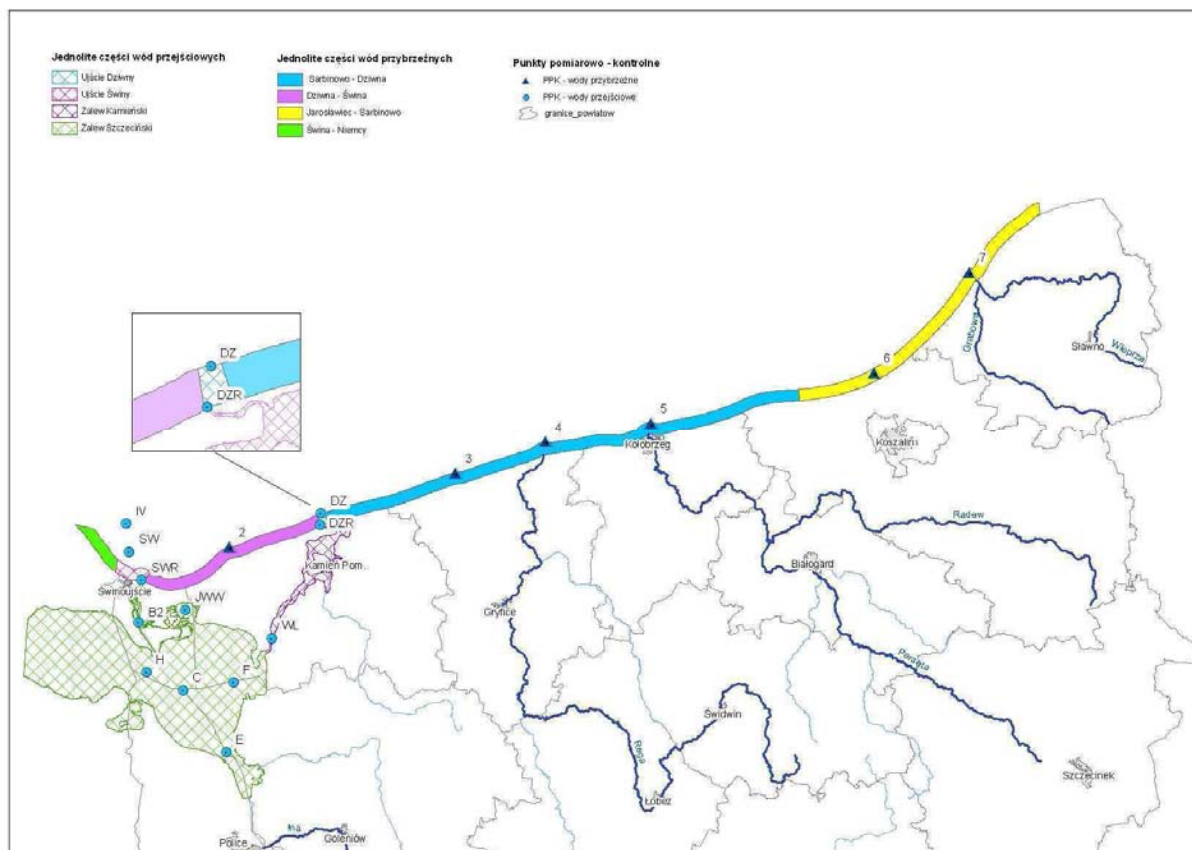 Jednolite części wód przejściowych
Ujście Dziwny
Ujście Świny
Zalew Kamieński
Zalew Szczeciński
Jednolite części wód przybrzeżnych
Sarbinowo - Dziwna
Dziwna - Świna
Jarosławiec - Sarbinowo
Świna - Niemcy
Punkty pomiarowo - kontrolne
PPK - wody przybrzeżne
PPK - wody przejściowe
granice_powiatow
7
Grabowa
Sławno
Wieprza
DZ
DZR
6
5
4
Kołobrzeg
Koszalin
3
DZ
IV
DZR
Radew
2
SW
SWR
Kamień Pom.
Białogard
Świnoujście
JWW
Gryfice
B2
WL
H
F
C
Parsęta
Świdwin
E
Rega
Szczecinek
Łobez
Ina
Police
Goleniów